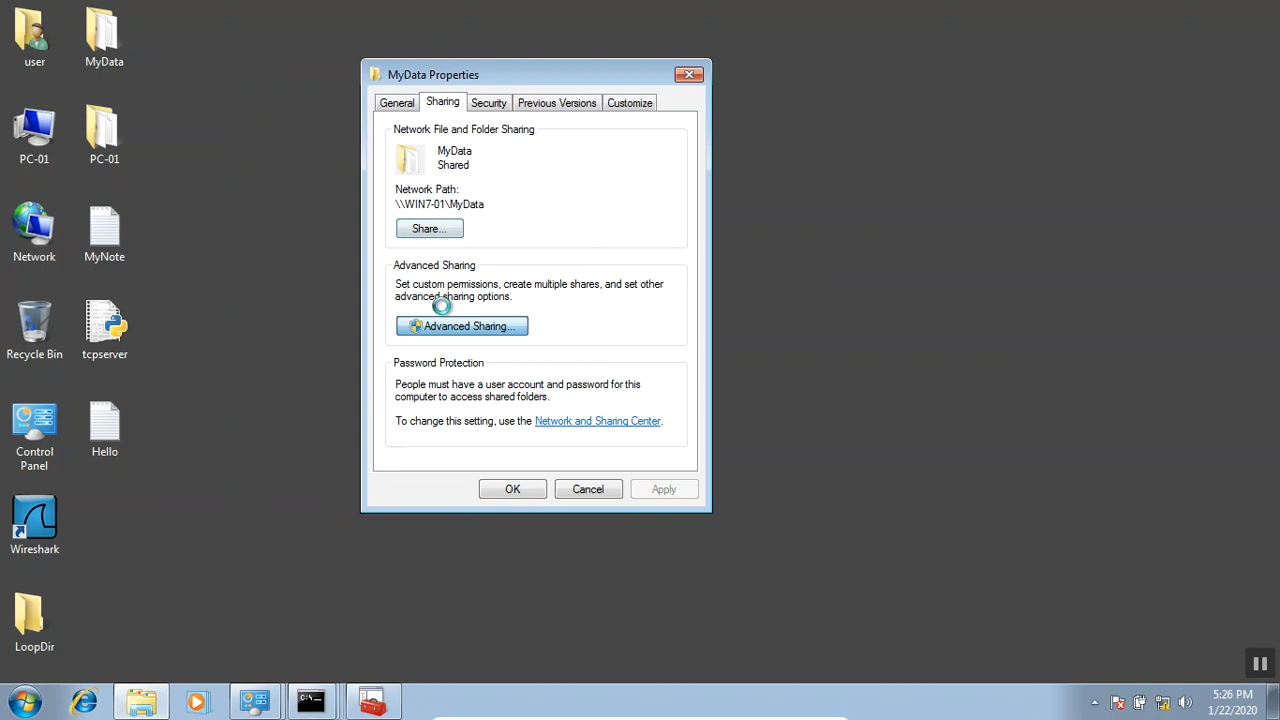 user
MyData
PC-01
PC-01
Network
MyNote
Recycle Bin
tcpserver
Control
Panel
Hello
Wireshark
LoopDir
MyData Properties
General
Sharing
Security
Previous Versions
Customize
Network File and Folder Sharing
MyData
Shared
Network Path:
\\WIN7-01\MyData
Share...
Advanced Sharing
Set custom permissions, create multiple shares, and set other
advanced sharing options.
Advanced Sharing...
Password Protection
People must have a user account and password for this
computer to access shared folders.
To change this setting, use the Network and Sharing Center.
OK
Cancel
Apply
C:\_
5:26 PM
1/22/2020